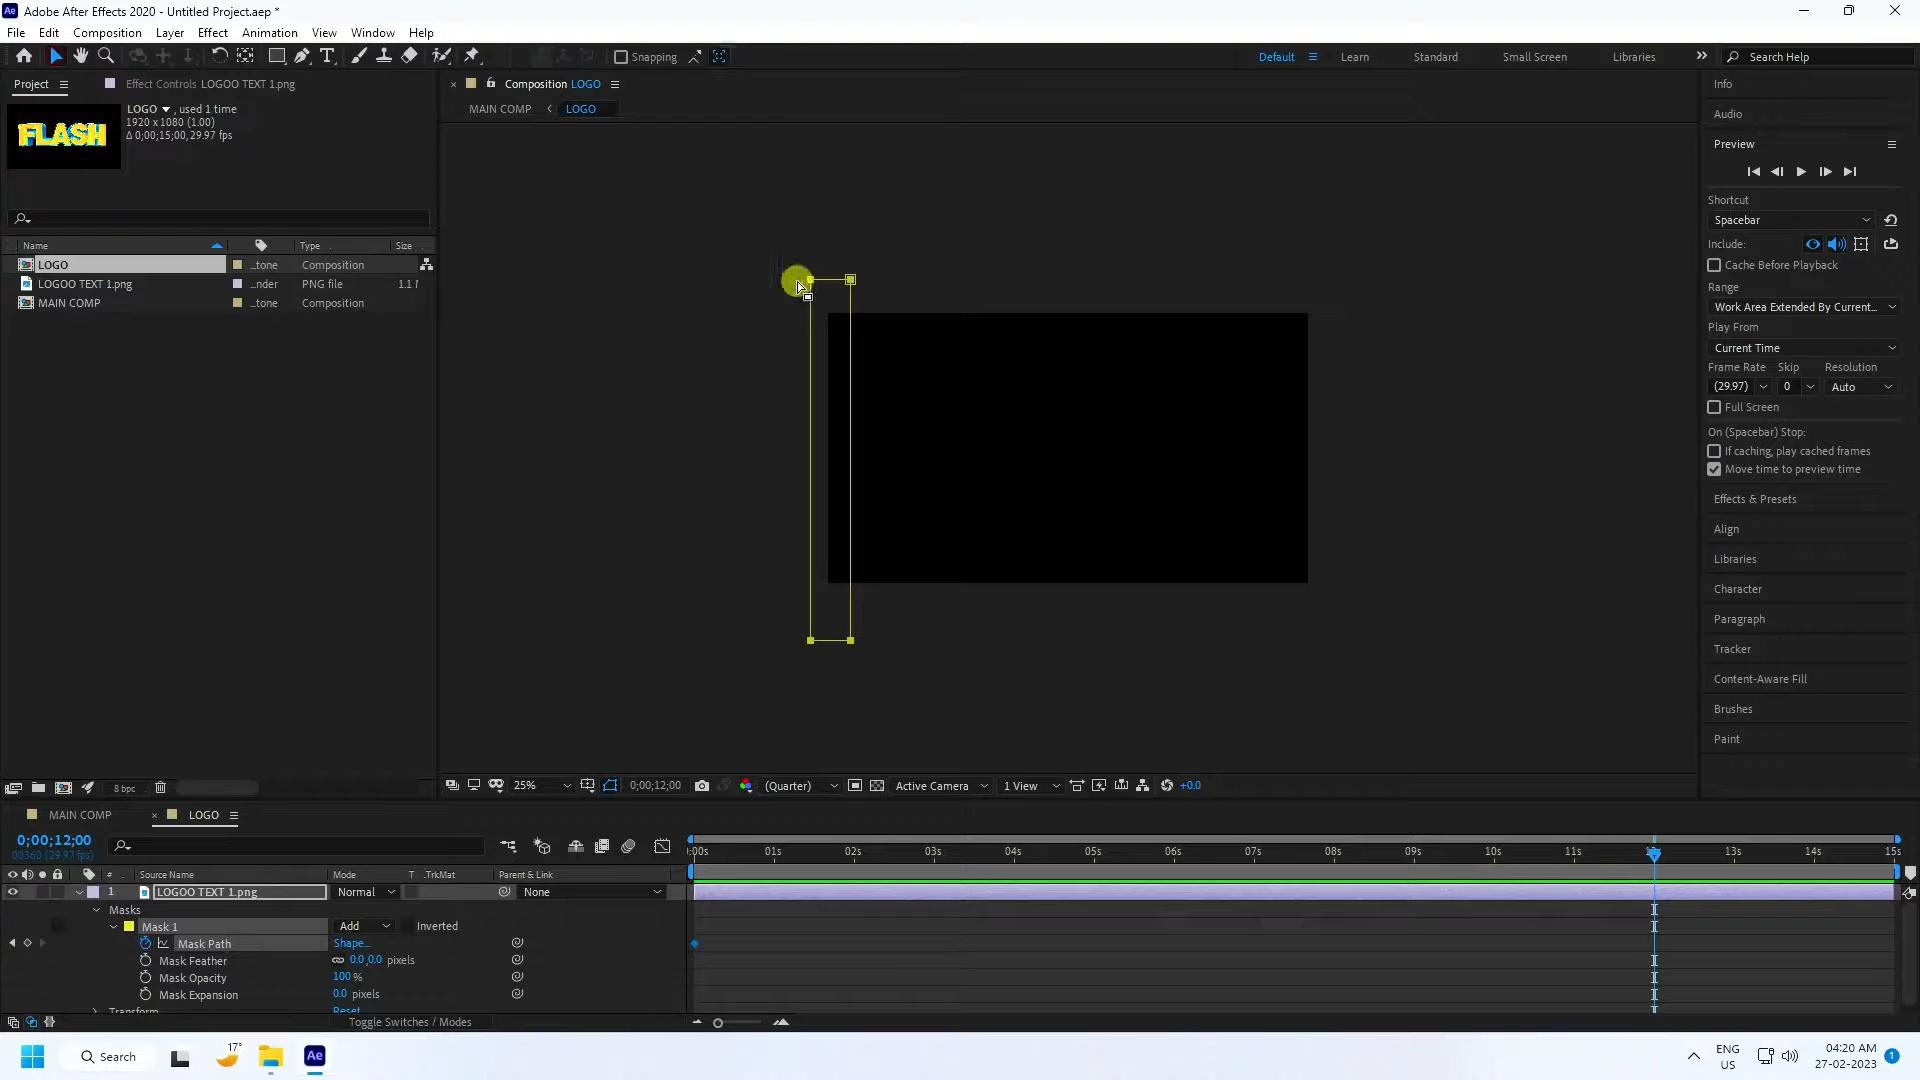 Adobe After Effects 2020 - Untitled Project.aep *
File Edit Composition Layer Effect Animation View Window Help
Snapping
Default Learn Standard Small Screen Libraries
Search Help
Project
Effect Controls LOGOO TEXT 1.png
FLASH
LOGO , used 1 time
1920 x 1080 (1.00)
Δ 0;00;15;00, 29.97 fps
Name Type Size
LOGO ...tone Composition
LOGOO TEXT 1.png ...nder PNG file 1.1
MAIN COMP ...tone Composition
8 bpc
Composition LOGO
MAIN COMP LOGO
25%
0;00;12;00
(Quarter)
Active Camera
1 View
+0.0
Info
Audio
Preview
Shortcut
Spacebar
Include:
Cache Before Playback
Range
Work Area Extended By Current...
Play From
Current Time
Frame Rate Skip Resolution
(29.97) 0 Auto
Full Screen
On (Spacebar) Stop:
If caching, play cached frames
Move time to preview time
Effects & Presets
Align
Libraries
Character
Paragraph
Tracker
Content-Aware Fill
Brushes
Paint
MAIN COMP
LOGO
0;00;12;00
00360 (29.97 fps)
:00s 01s 02s 03s 04s 05s 06s 07s 08s 09s 10s 11s 13s 14s 15s
# Source Name Mode T .TrkMat Parent & Link
1 LOGOO TEXT 1.png Normal None
Masks
Mask 1 Add Inverted
Mask Path Shape...
Mask Feather 0.0,0.0 pixels
Mask Opacity 100 %
Mask Expansion 0.0 pixels
Transform Reset
Toggle Switches / Modes
Search
17°
Ae
ENG
US
04:20 AM
27-02-2023
1